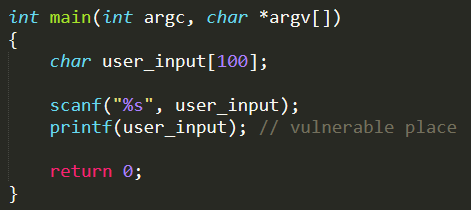 int main(int argc, char *argv[])
{
    char user_input[100];

    scanf("%s", user_input);
    printf(user_input); // vulnerable place

    return 0;
}